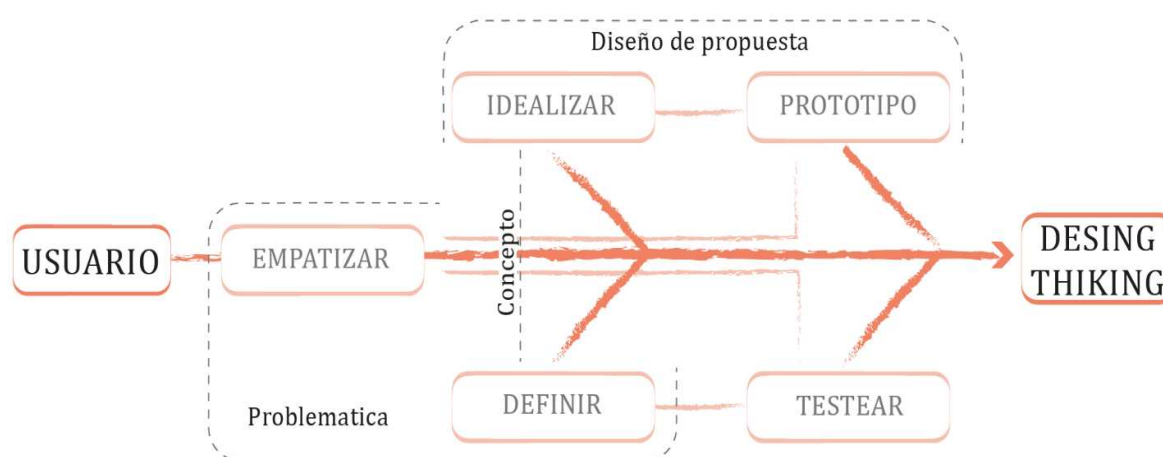 Diseño de propuesta
IDEALIZAR
PROTOTIPO
USUARIO
EMPATIZAR
Concepto
DESING
THIKING
Problematica
DEFINIR
TESTEAR